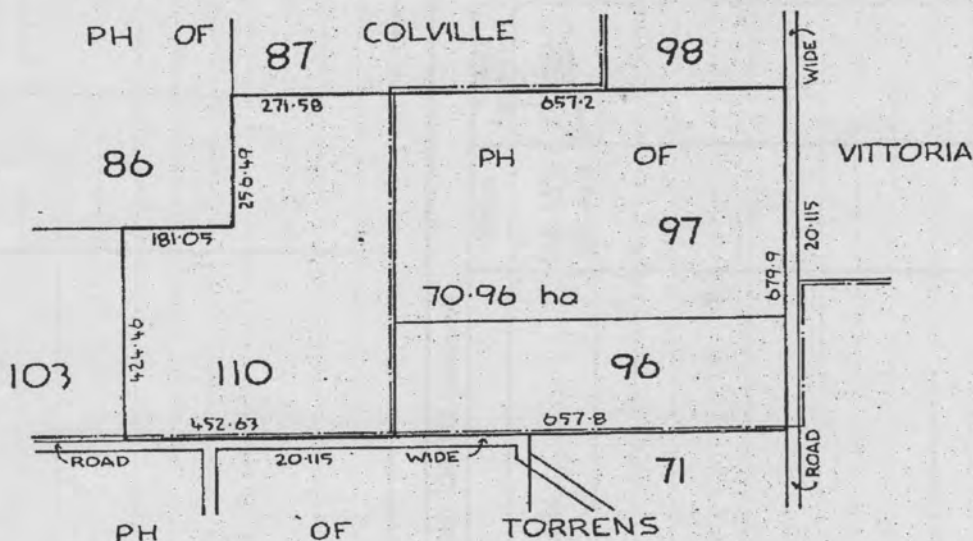 PH OF COLVILLE
87
98
WIDE
271·58
657·2
86
256·49
PH OF
VITTORIA
97
20·115
181·05
679·9
70·96 ha
424·46
103
110
96
452·63
657·8
ROAD
20·115
WIDE
71
ROAD
PH OF TORRENS